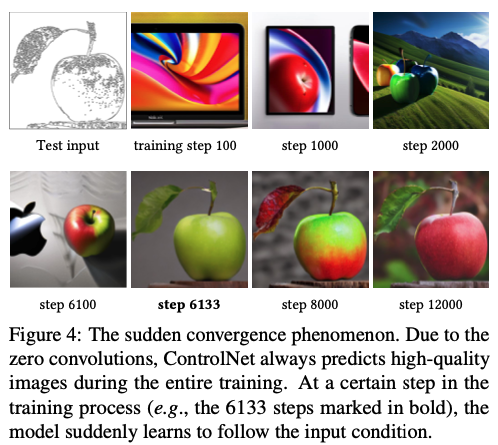 Test input
training step 100
step 1000
step 2000
step 6100
step 6133
step 8000
step 12000
Figure 4: The sudden convergence phenomenon. Due to the
zero convolutions, ControlNet always predicts high-quality
images during the entire training. At a certain step in the
training process (e.g., the 6133 steps marked in bold), the
model suddenly learns to follow the input condition.